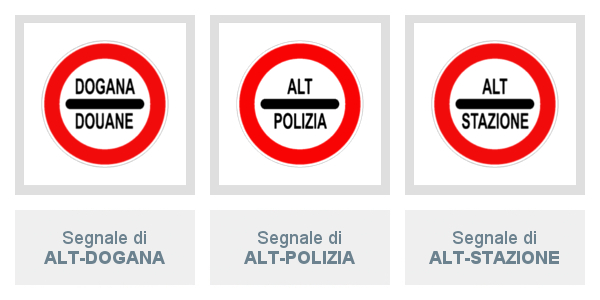 DOGANA
DOUANE
ALT
POLIZIA
ALT
STAZIONE
Segnale di
ALT-DOGANA
Segnale di
ALT-POLIZIA
Segnale di
ALT-STAZIONE